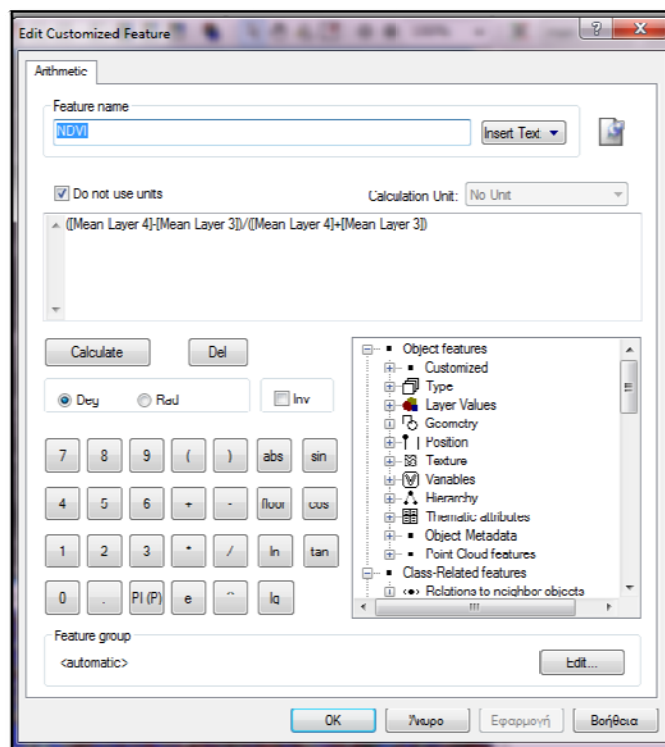 Edit Customized Feature
Arithmetic
Feature name
NDVI
Insert Text
Do not use units
Calculation Unit: No Unit
([Mean Layer 4]-[Mean Layer 3])/([Mean Layer 4]+[Mean Layer 3])
Calculate Del
Deg Rad Inv
7 8 9 ( ) abs sin
4 5 6 + - floor cos
1 2 3 * / ln tan
0 . PI (P) e ^ lg
Object features
Customized
Type
Layer Values
Geometry
Position
Texture
Variables
Hierarchy
Thematic attributes
Object Metadata
Point Cloud features
Class-Related features
Relations to neighbor objects
Feature group
<automatic> Edit...
OK Άκυρο Εφαρμογή Βοήθεια